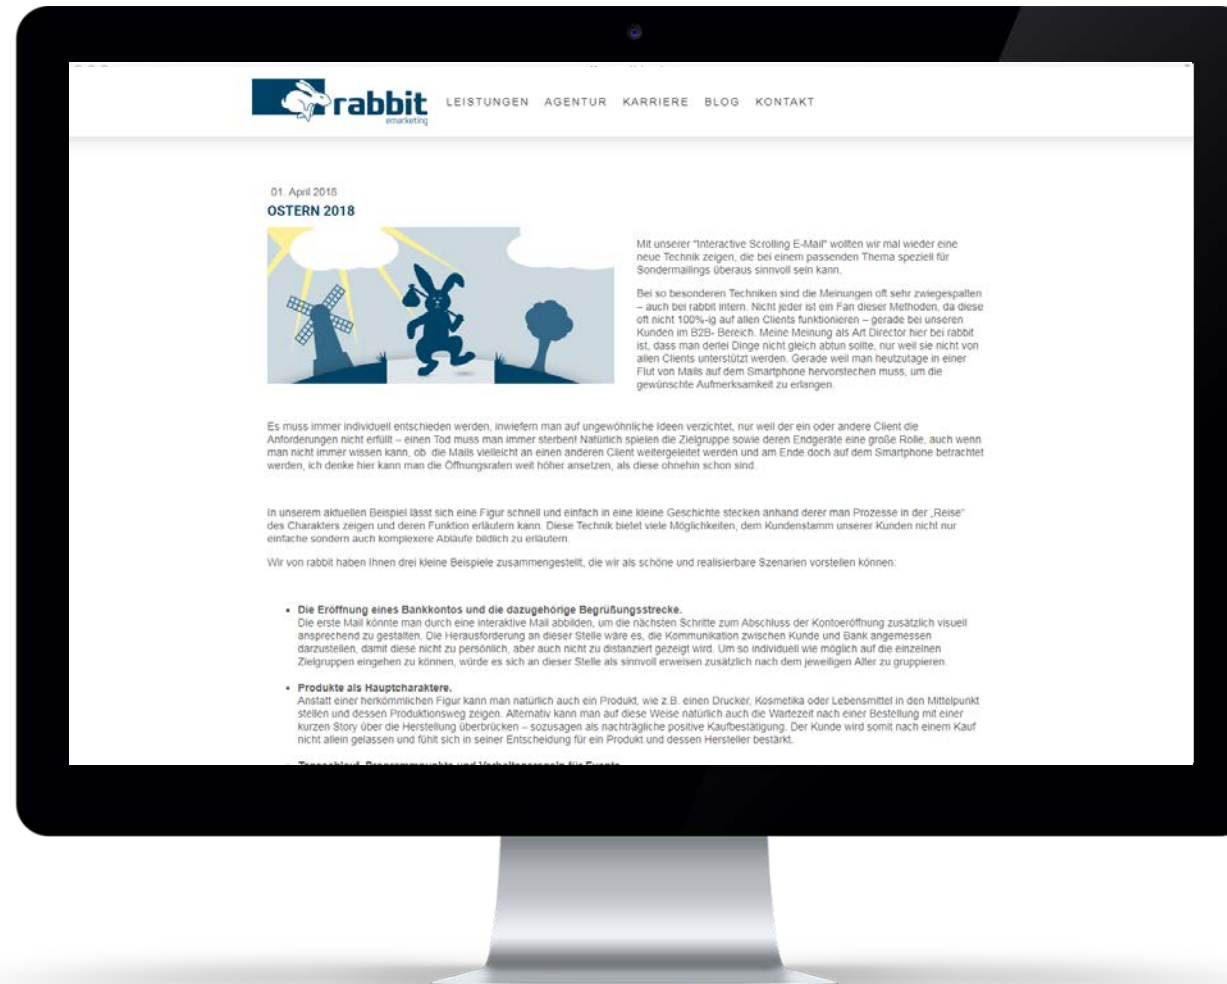 rabbit
emarketing
LEISTUNGEN AGENTUR KARRIERE BLOG KONTAKT
01. April 2018
OSTERN 2018
Mit unserer "Interactive Scrolling E-Mail" wollten wir mal wieder eine
neue Technik zeigen, die bei einem passenden Thema speziell für
Sondermailings überaus sinnvoll sein kann.
Bei so besonderen Techniken sind die Meinungen oft sehr zwiegespalten
– auch bei rabbit intern. Nicht jeder ist ein Fan dieser Methoden, da diese
oft nicht 100%-ig auf allen Clients funktionieren – gerade bei unseren
Kunden im B2B- Bereich. Meine Meinung als Art Director hier bei rabbit
ist, dass man derlei Dinge nicht gleich abtun sollte, nur weil sie nicht von
allen Clients unterstützt werden. Gerade weil man heutzutage in einer
Flut von Mails auf dem Smartphone hervorstechen muss, um die
gewünschte Aufmerksamkeit zu erlangen.
Es muss immer individuell entschieden werden, inwiefern man auf ungewöhnliche Ideen verzichtet, nur weil der ein oder andere Client die
Anforderungen nicht erfüllt – einen Tod muss man immer sterben! Natürlich spielen die Zielgruppe sowie deren Endgeräte eine große Rolle, auch wenn
man nicht immer wissen kann, ob die Mails vielleicht an einen anderen Client weitergeleitet werden und am Ende doch auf dem Smartphone betrachtet
werden, ich denke hier kann man die Öffnungsraten weit höher ansetzen, als diese ohnehin schon sind.
In unserem aktuellen Beispiel lässt sich eine Figur schnell und einfach in eine kleine Geschichte stecken anhand derer man Prozesse in der „Reise“
des Charakters zeigen und deren Funktion erläutern kann. Diese Technik bietet viele Möglichkeiten, dem Kundenstamm unserer Kunden nicht nur
einfache sondern auch komplexere Abläufe bildlich zu erläutern.
Wir von rabbit haben Ihnen drei kleine Beispiele zusammengestellt, die wir als schöne und realisierbare Szenarien vorstellen können:
• Die Eröffnung eines Bankkontos und die dazugehörige Begrüßungsstrecke.
Die erste Mail könnte man durch eine interaktive Mail abbilden, um die nächsten Schritte zum Abschluss der Kontoeröffnung zusätzlich visuell
ansprechend zu gestalten. Die Herausforderung an dieser Stelle wäre es, die Kommunikation zwischen Kunde und Bank angemessen
darzustellen, damit diese nicht zu persönlich, aber auch nicht zu distanziert gezeigt wird. Um so individuell wie möglich auf die einzelnen
Zielgruppen eingehen zu können, würde es sich an dieser Stelle als sinnvoll erweisen zusätzlich nach dem jeweiligen Alter zu gruppieren.
• Produkte als Hauptcharaktere.
Anstatt einer herkömmlichen Figur kann man natürlich auch ein Produkt, wie z.B. einen Drucker, Kosmetika oder Lebensmittel in den Mittelpunkt
stellen und dessen Produktionsweg zeigen. Alternativ kann man auf diese Weise natürlich auch die Wartezeit nach einer Bestellung mit einer
kurzen Story über die Herstellung überbrücken – sozusagen als nachträgliche positive Kaufbestätigung. Der Kunde wird somit nach einem Kauf
nicht allein gelassen und fühlt sich in seiner Entscheidung für ein Produkt und dessen Hersteller bestärkt.
• Tagesablauf, Programmpunkte und Verhaltensregeln für Events.